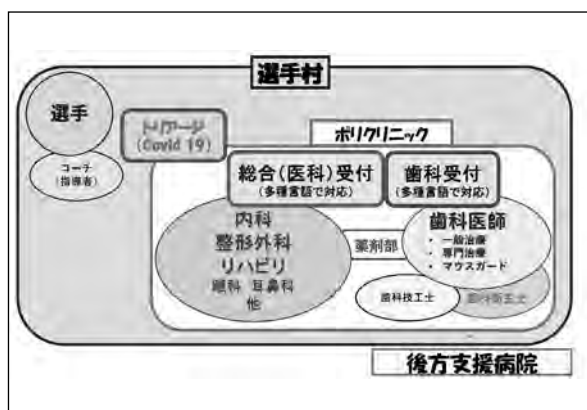 選手村
選手
コーチ
(指導者)
トリアージ
(Covid 19)
ポリクリニック
総合(医科)受付
(多種言語で対応)
歯科受付
(多種言語で対応)
内科
整形外科
リハビリ
眼科 耳鼻科
他
薬剤部
歯科医師
・ 一般治療
・ 専門治療
・ マウスガード
歯科技工士
歯科衛生士
後方支援病院